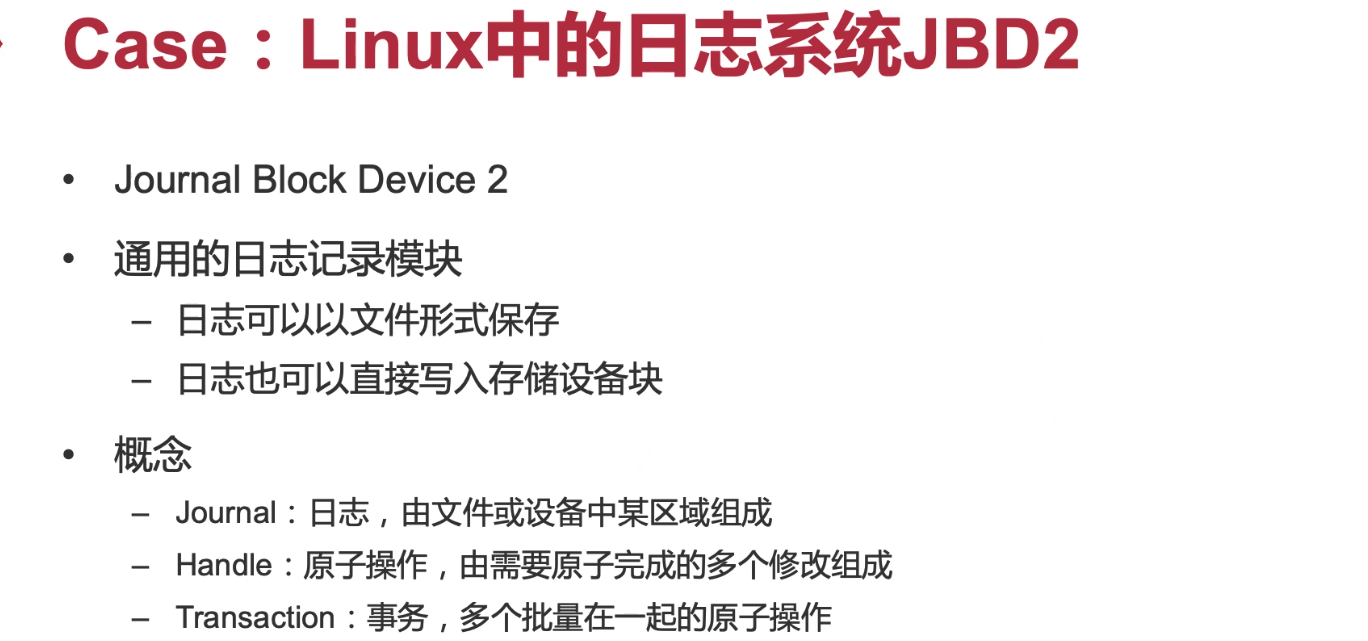 Case：Linux中的日志系统JBD2
• Journal Block Device 2
• 通用的日志记录模块
– 日志可以以文件形式保存
– 日志也可以直接写入存储设备块
• 概念
– Journal：日志，由文件或设备中某区域组成
– Handle：原子操作，由需要原子完成的多个修改组成
– Transaction：事务，多个批量在一起的原子操作